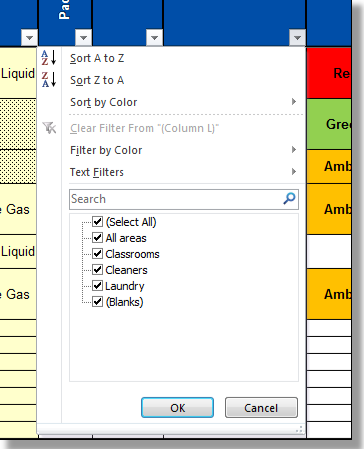 Pac
Liquid
Sort A to Z
Re
Sort Z to A
Sort by Color
Gree
Clear Filter From "(Column L)"
Filter by Color
Amb
Text Filters
Search
e Gas
Amb
(Select All)
All areas
Liquid
Classrooms
Cleaners
Laundry
e Gas
Amb
(Blanks)
OK
Cancel